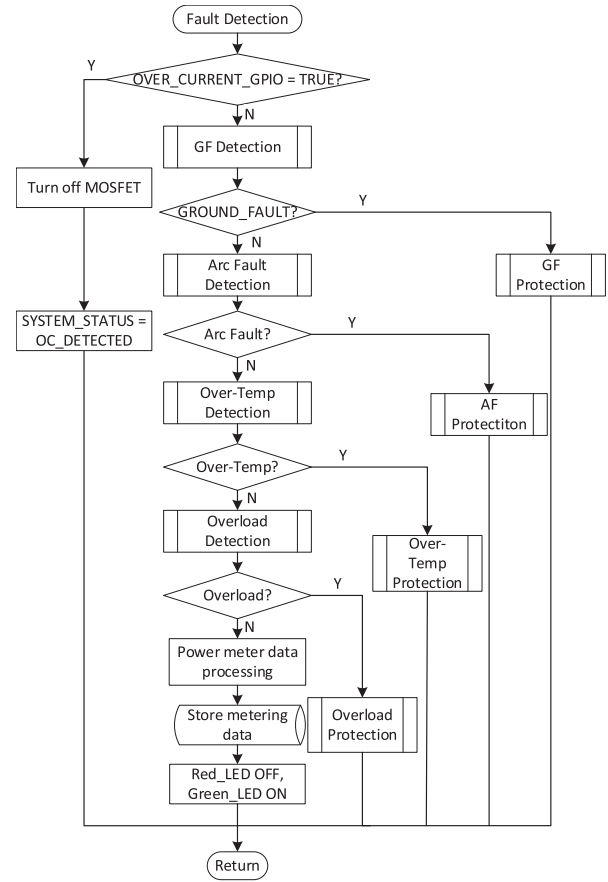 Fault Detection
Y
OVER_CURRENT_GPIO = TRUE?
N
GF Detection
Turn off MOSFET
Y
GROUND_FAULT?
N
Arc Fault
Detection
GF
Protection
SYSTEM_STATUS =
OC_DETECTED
Y
Arc Fault?
N
Over-Temp
Detection
AF
Protectiton
Y
Over-Temp?
N
Overload
Detection
Over-
Temp
Protection
Y
Overload?
N
Power meter data
processing
Store metering
data
Overload
Protection
Red_LED OFF,
Green_LED ON
Return